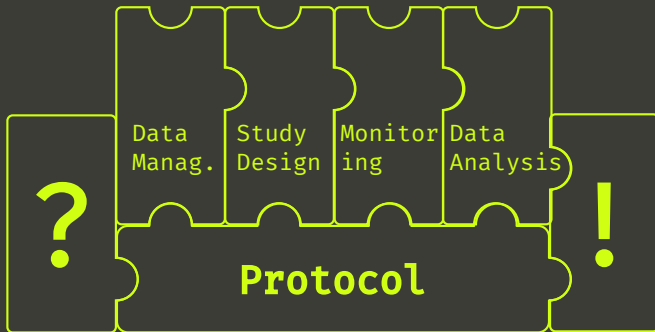 Data
Manag.
Study
Design
Monitor
ing
Data
Analysis
?
Protocol
!